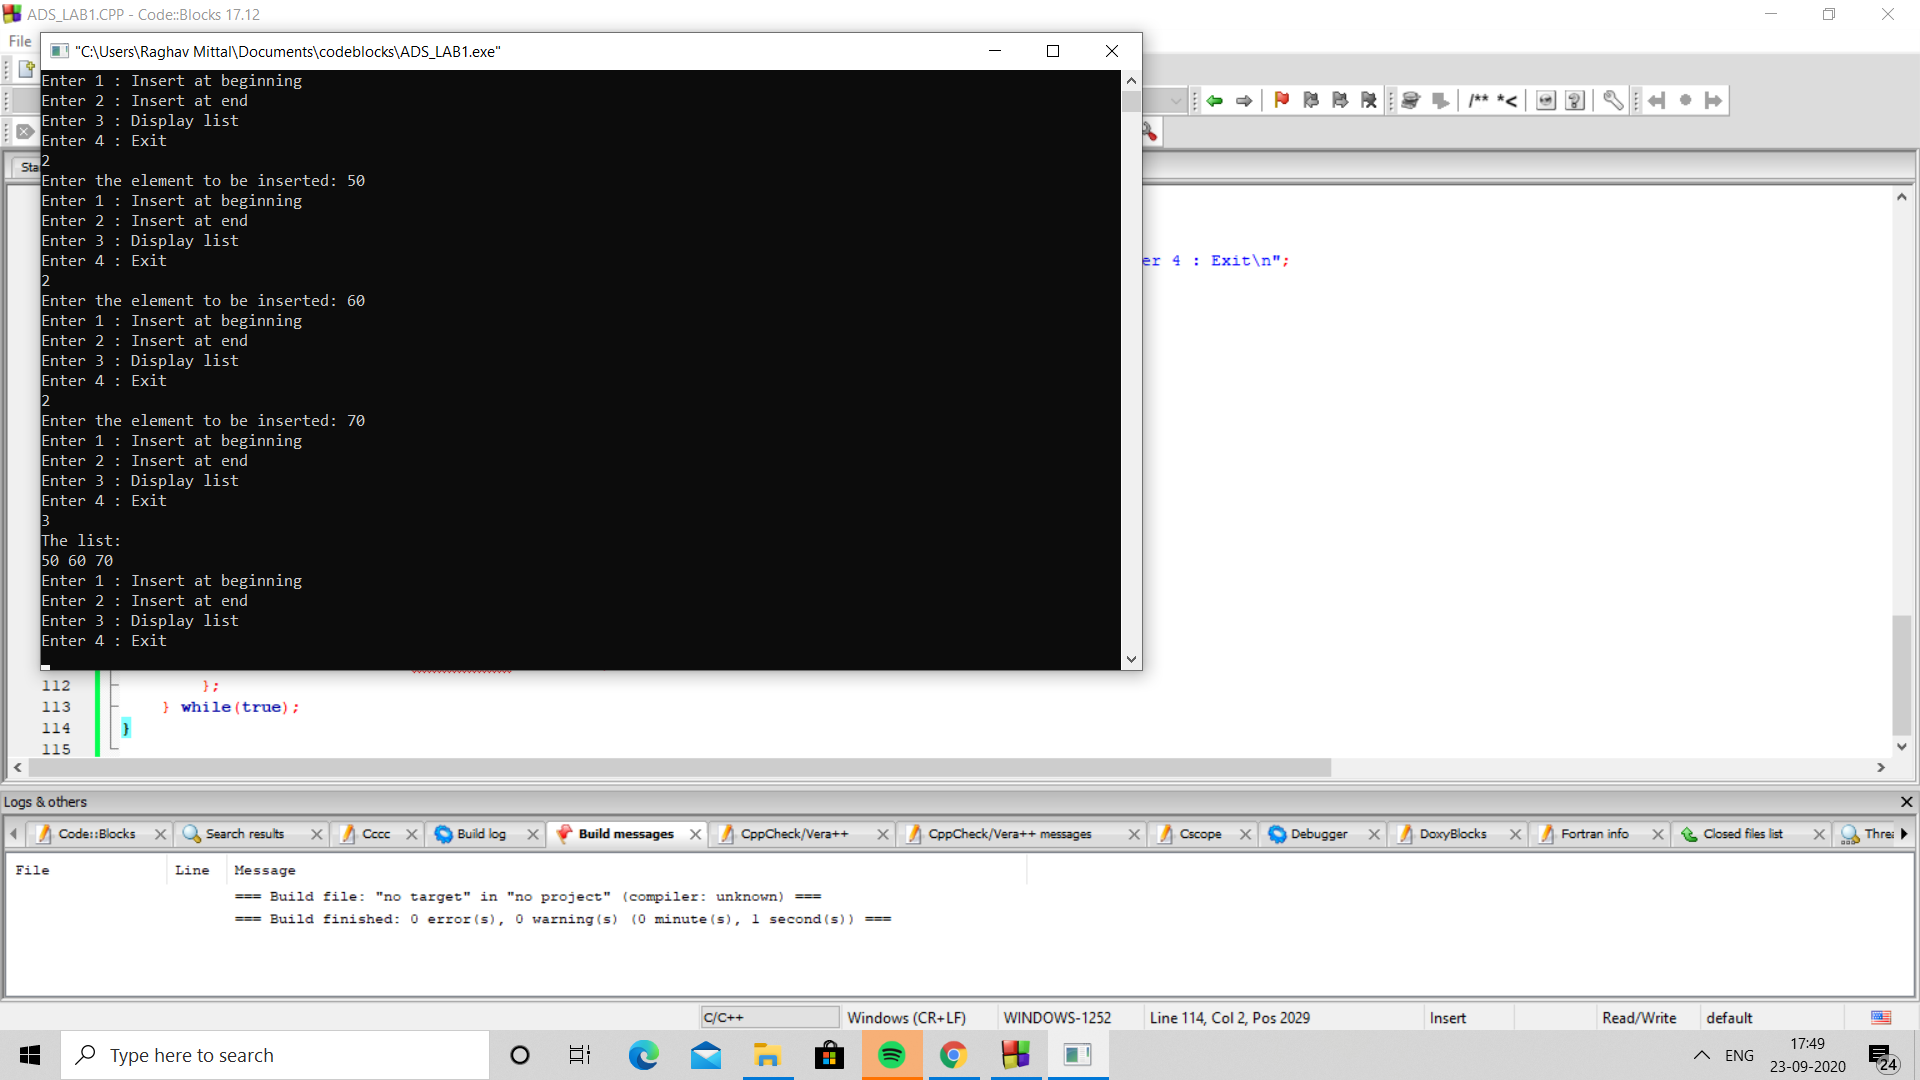 ADS_LAB1.CPP - Code::Blocks 17.12
File
"C:\Users\Raghav Mittal\Documents\codeblocks\ADS_LAB1.exe"
Enter 1 : Insert at beginning
Enter 2 : Insert at end
Enter 3 : Display list
Enter 4 : Exit
2
Enter the element to be inserted: 50
Enter 1 : Insert at beginning
Enter 2 : Insert at end
Enter 3 : Display list
Enter 4 : Exit
2
Enter the element to be inserted: 60
Enter 1 : Insert at beginning
Enter 2 : Insert at end
Enter 3 : Display list
Enter 4 : Exit
2
Enter the element to be inserted: 70
Enter 1 : Insert at beginning
Enter 2 : Insert at end
Enter 3 : Display list
Enter 4 : Exit
3
The list:
50 60 70
Enter 1 : Insert at beginning
Enter 2 : Insert at end
Enter 3 : Display list
Enter 4 : Exit
/** *<
Sta
er 4 : Exit\n";
112 };
113 } while(true);
114 }
115
Logs & others
Code::Blocks Search results Cccc Build log Build messages CppCheck/Vera++ CppCheck/Vera++ messages Cscope Debugger DoxyBlocks Fortran info Closed files list Threa
File Line Message
=== Build file: "no target" in "no project" (compiler: unknown) ===
=== Build finished: 0 error(s), 0 warning(s) (0 minute(s), 1 second(s)) ===
C/C++ Windows (CR+LF) WINDOWS-1252 Line 114, Col 2, Pos 2029 Insert Read/Write default
Type here to search
ENG
17:49
23-09-2020
24